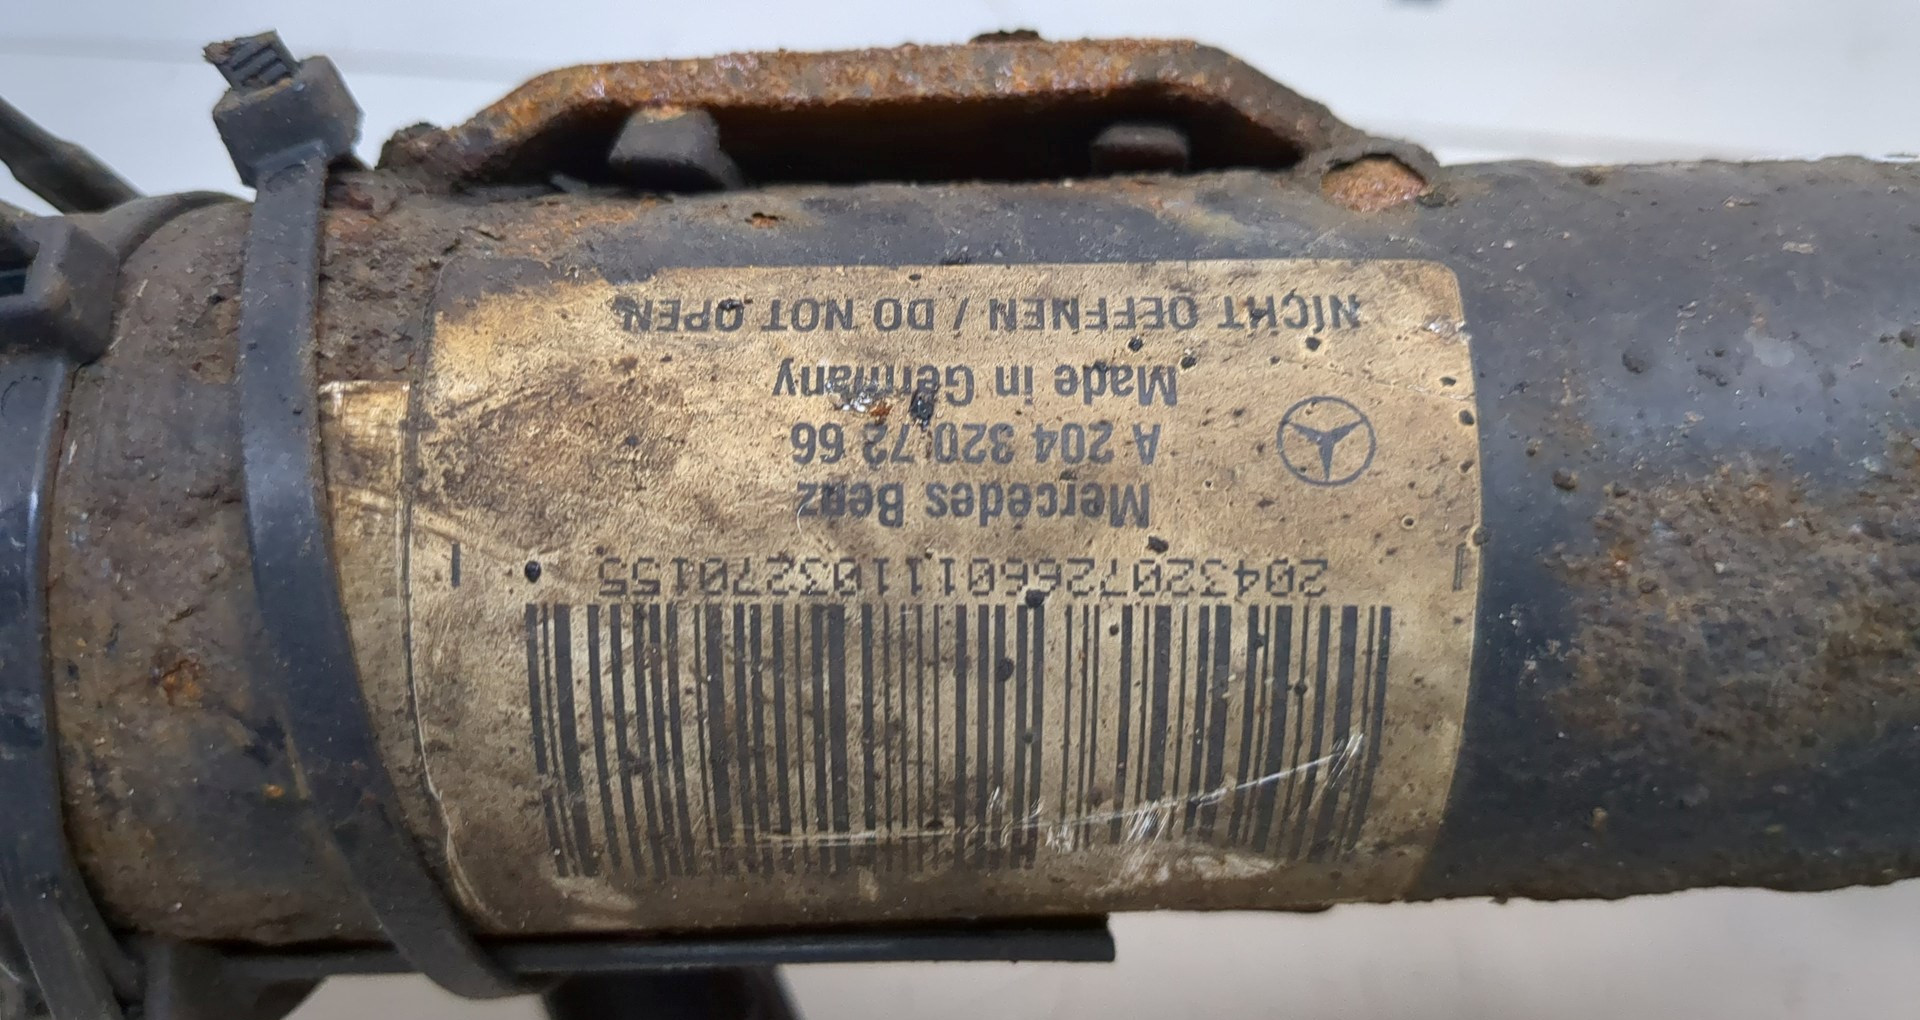 2043207266011103270155
Mercedes Benz
A 204 320 72 66
Made in Germany
NICHT OEFFNEN / DO NOT OPEN